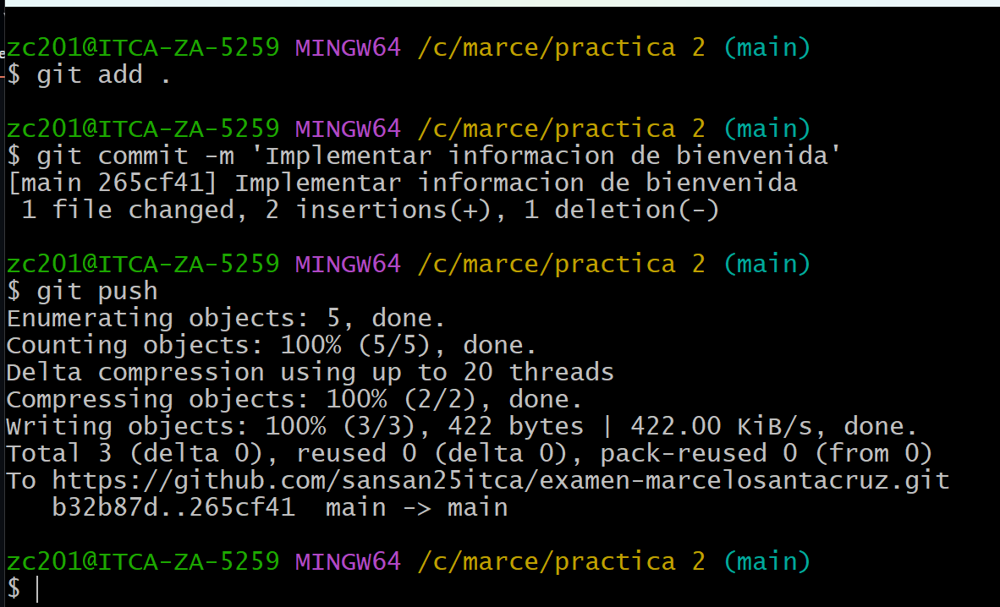 zc201@ITCA-ZA-5259 MINGW64 /c/marce/practica 2 (main)
$ git add .
zc201@ITCA-ZA-5259 MINGW64 /c/marce/practica 2 (main)
$ git commit -m 'Implementar informacion de bienvenida'
[main 265cf41] Implementar informacion de bienvenida
 1 file changed, 2 insertions(+), 1 deletion(-)
zc201@ITCA-ZA-5259 MINGW64 /c/marce/practica 2 (main)
$ git push
Enumerating objects: 5, done.
Counting objects: 100% (5/5), done.
Delta compression using up to 20 threads
Compressing objects: 100% (2/2), done.
Writing objects: 100% (3/3), 422 bytes | 422.00 KiB/s, done.
Total 3 (delta 0), reused 0 (delta 0), pack-reused 0 (from 0)
To https://github.com/sansan25itca/examen-marcelosantacruz.git
   b32b87d..265cf41  main -> main
zc201@ITCA-ZA-5259 MINGW64 /c/marce/practica 2 (main)
$